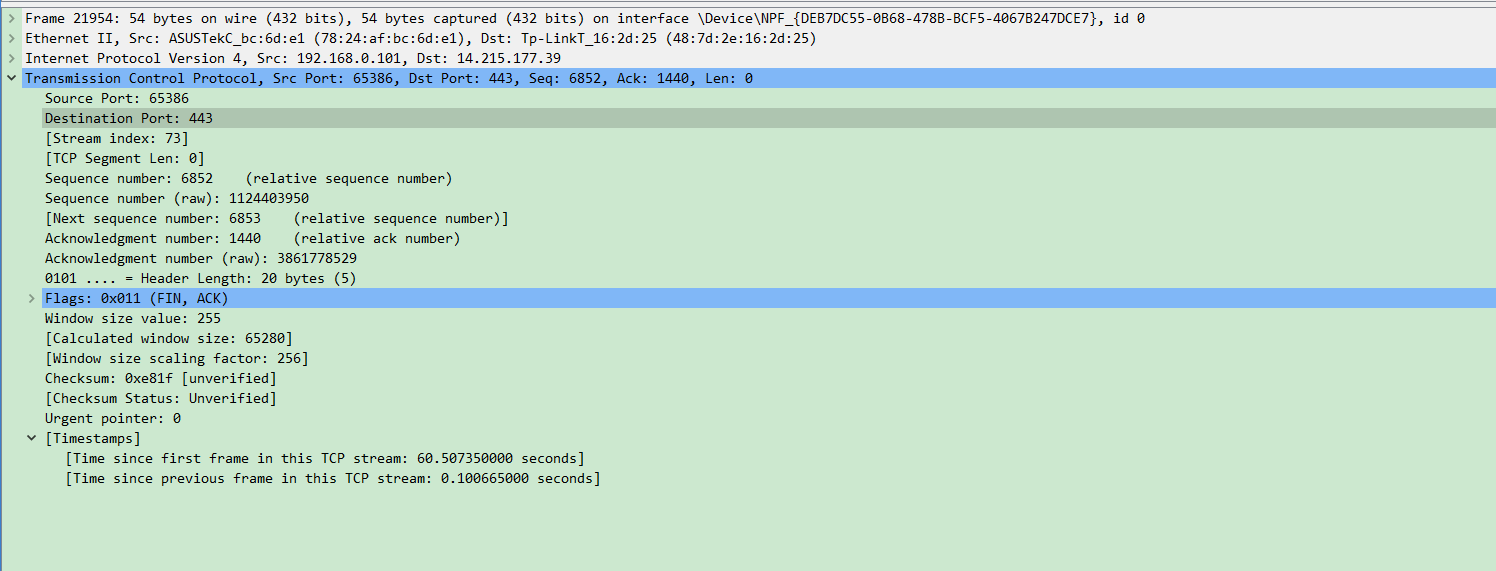 Frame 21954: 54 bytes on wire (432 bits), 54 bytes captured (432 bits) on interface \Device\NPF_{DEB7DC55-0B68-478B-BCF5-4067B247DCE7}, id 0
Ethernet II, Src: ASUSTekC_bc:6d:e1 (78:24:af:bc:6d:e1), Dst: Tp-LinkT_16:2d:25 (48:7d:2e:16:2d:25)
Internet Protocol Version 4, Src: 192.168.0.101, Dst: 14.215.177.39
Transmission Control Protocol, Src Port: 65386, Dst Port: 443, Seq: 6852, Ack: 1440, Len: 0
Source Port: 65386
Destination Port: 443
[Stream index: 73]
[TCP Segment Len: 0]
Sequence number: 6852    (relative sequence number)
Sequence number (raw): 1124403950
[Next sequence number: 6853    (relative sequence number)]
Acknowledgment number: 1440    (relative ack number)
Acknowledgment number (raw): 3861778529
0101 .... = Header Length: 20 bytes (5)
Flags: 0x011 (FIN, ACK)
Window size value: 255
[Calculated window size: 65280]
[Window size scaling factor: 256]
Checksum: 0xe81f [unverified]
[Checksum Status: Unverified]
Urgent pointer: 0
[Timestamps]
[Time since first frame in this TCP stream: 60.507350000 seconds]
[Time since previous frame in this TCP stream: 0.100665000 seconds]